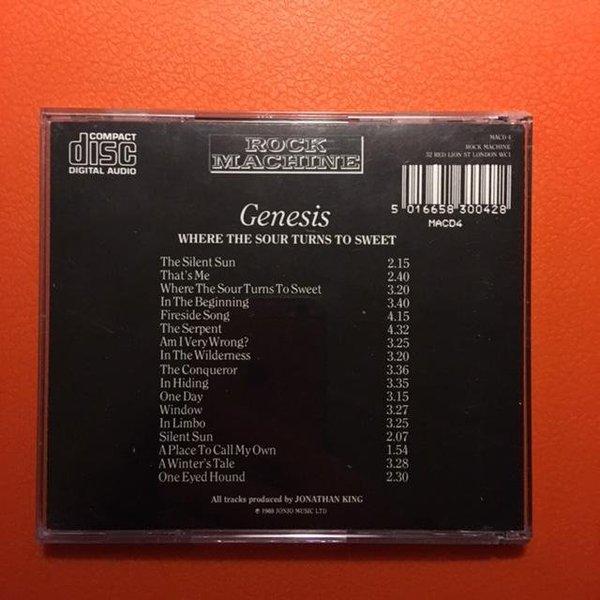 COMPACT
disc
DIGITAL AUDIO
ROCK
MACHINE
MACD 4
ROCK MACHINE
32 RED LION ST LONDON WC1
5 016658 300428
MACD4
Genesis
WHERE THE SOUR TURNS TO SWEET
The Silent Sun 2.15
That's Me 2.40
Where The Sour Turns To Sweet 3.20
In The Beginning 3.40
Fireside Song 4.15
The Serpent 4.32
Am I Very Wrong? 3.25
In The Wilderness 3.20
The Conqueror 3.36
In Hiding 3.35
One Day 3.15
Window 3.27
In Limbo 3.25
Silent Sun 2.07
A Place To Call My Own 1.54
A Winter's Tale 3.28
One Eyed Hound 2.30
All tracks produced by JONATHAN KING
℗ 1968 JONJO MUSIC LTD